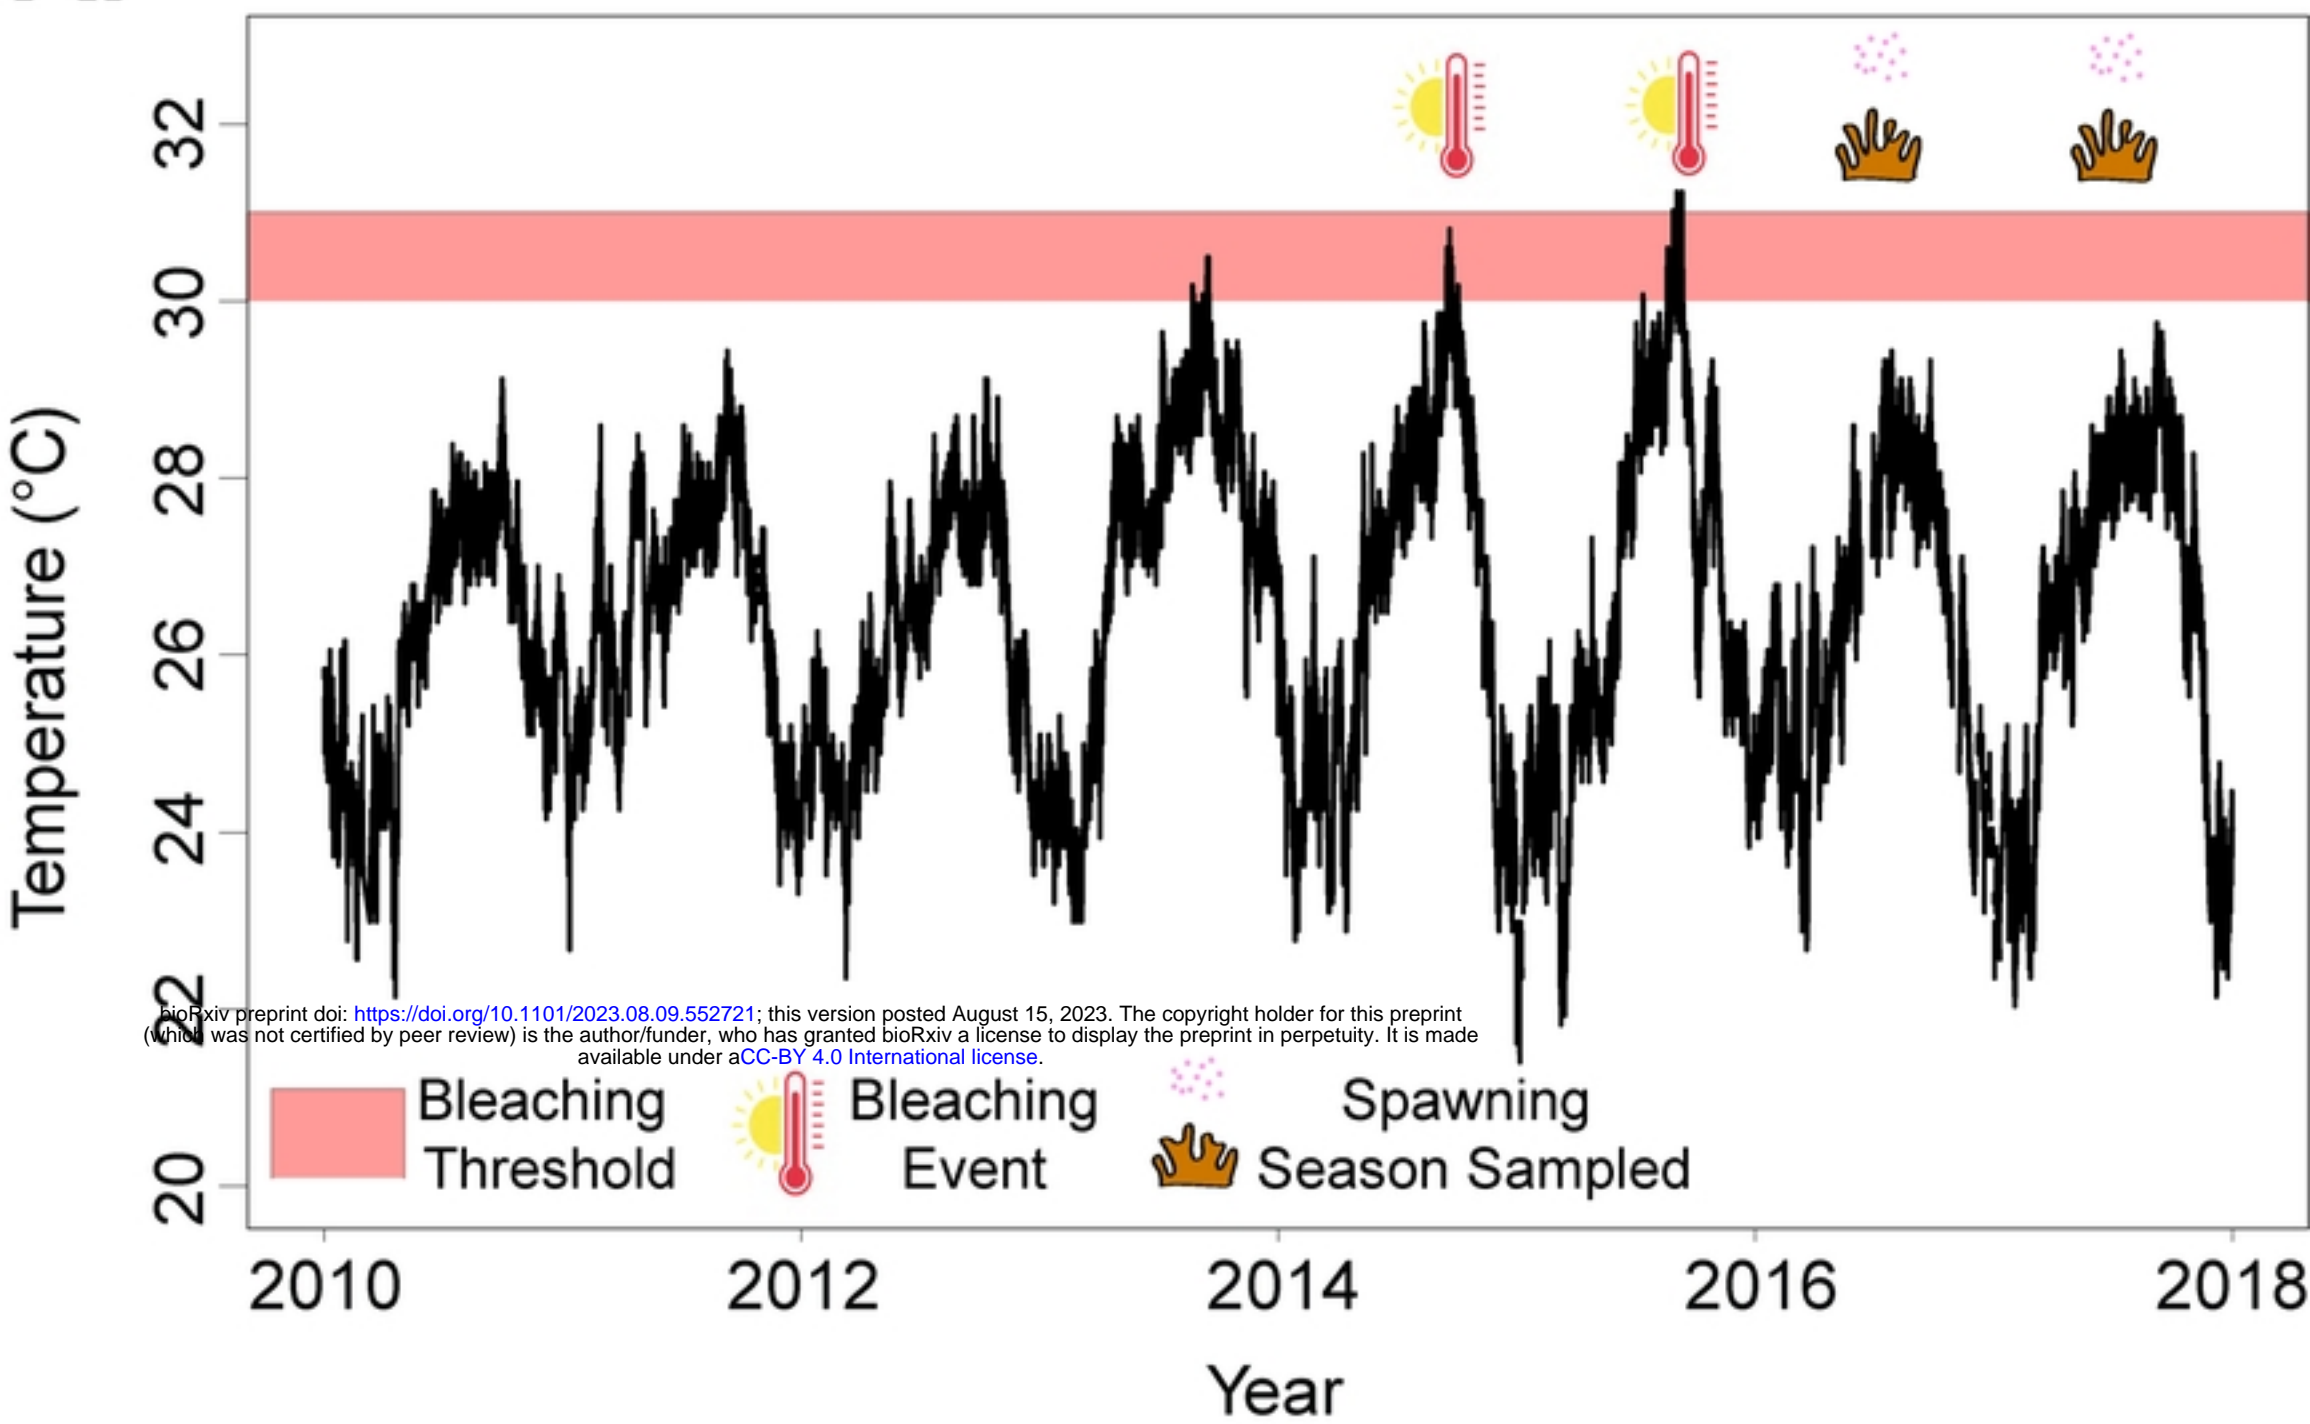 32
30
28
26
24
22
20
Temperature (°C)
bioRxiv preprint doi: https://doi.org/10.1101/2023.08.09.552721; this version posted August 15, 2023. The copyright holder for this preprint
(which was not certified by peer review) is the author/funder, who has granted bioRxiv a license to display the preprint in perpetuity. It is made
available under aCC-BY 4.0 International license.
Bleaching
Threshold
Bleaching
Event
Spawning
Season Sampled
2010 2012 2014 2016 2018
Year